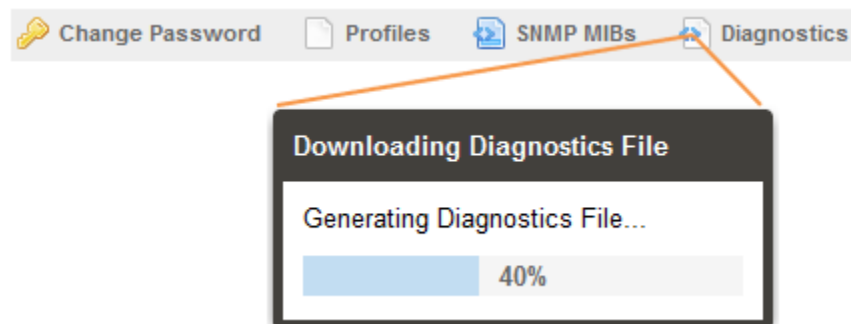 Change Password Profiles SNMP MIBs Diagnostics
Downloading Diagnostics File
Generating Diagnostics File...
40%